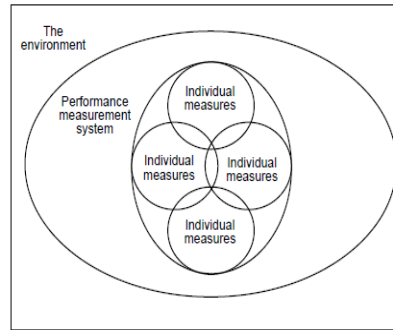 The
environment
Performance
measurement
system
Individual
measures
Individual
measures
Individual
measures
Individual
measures